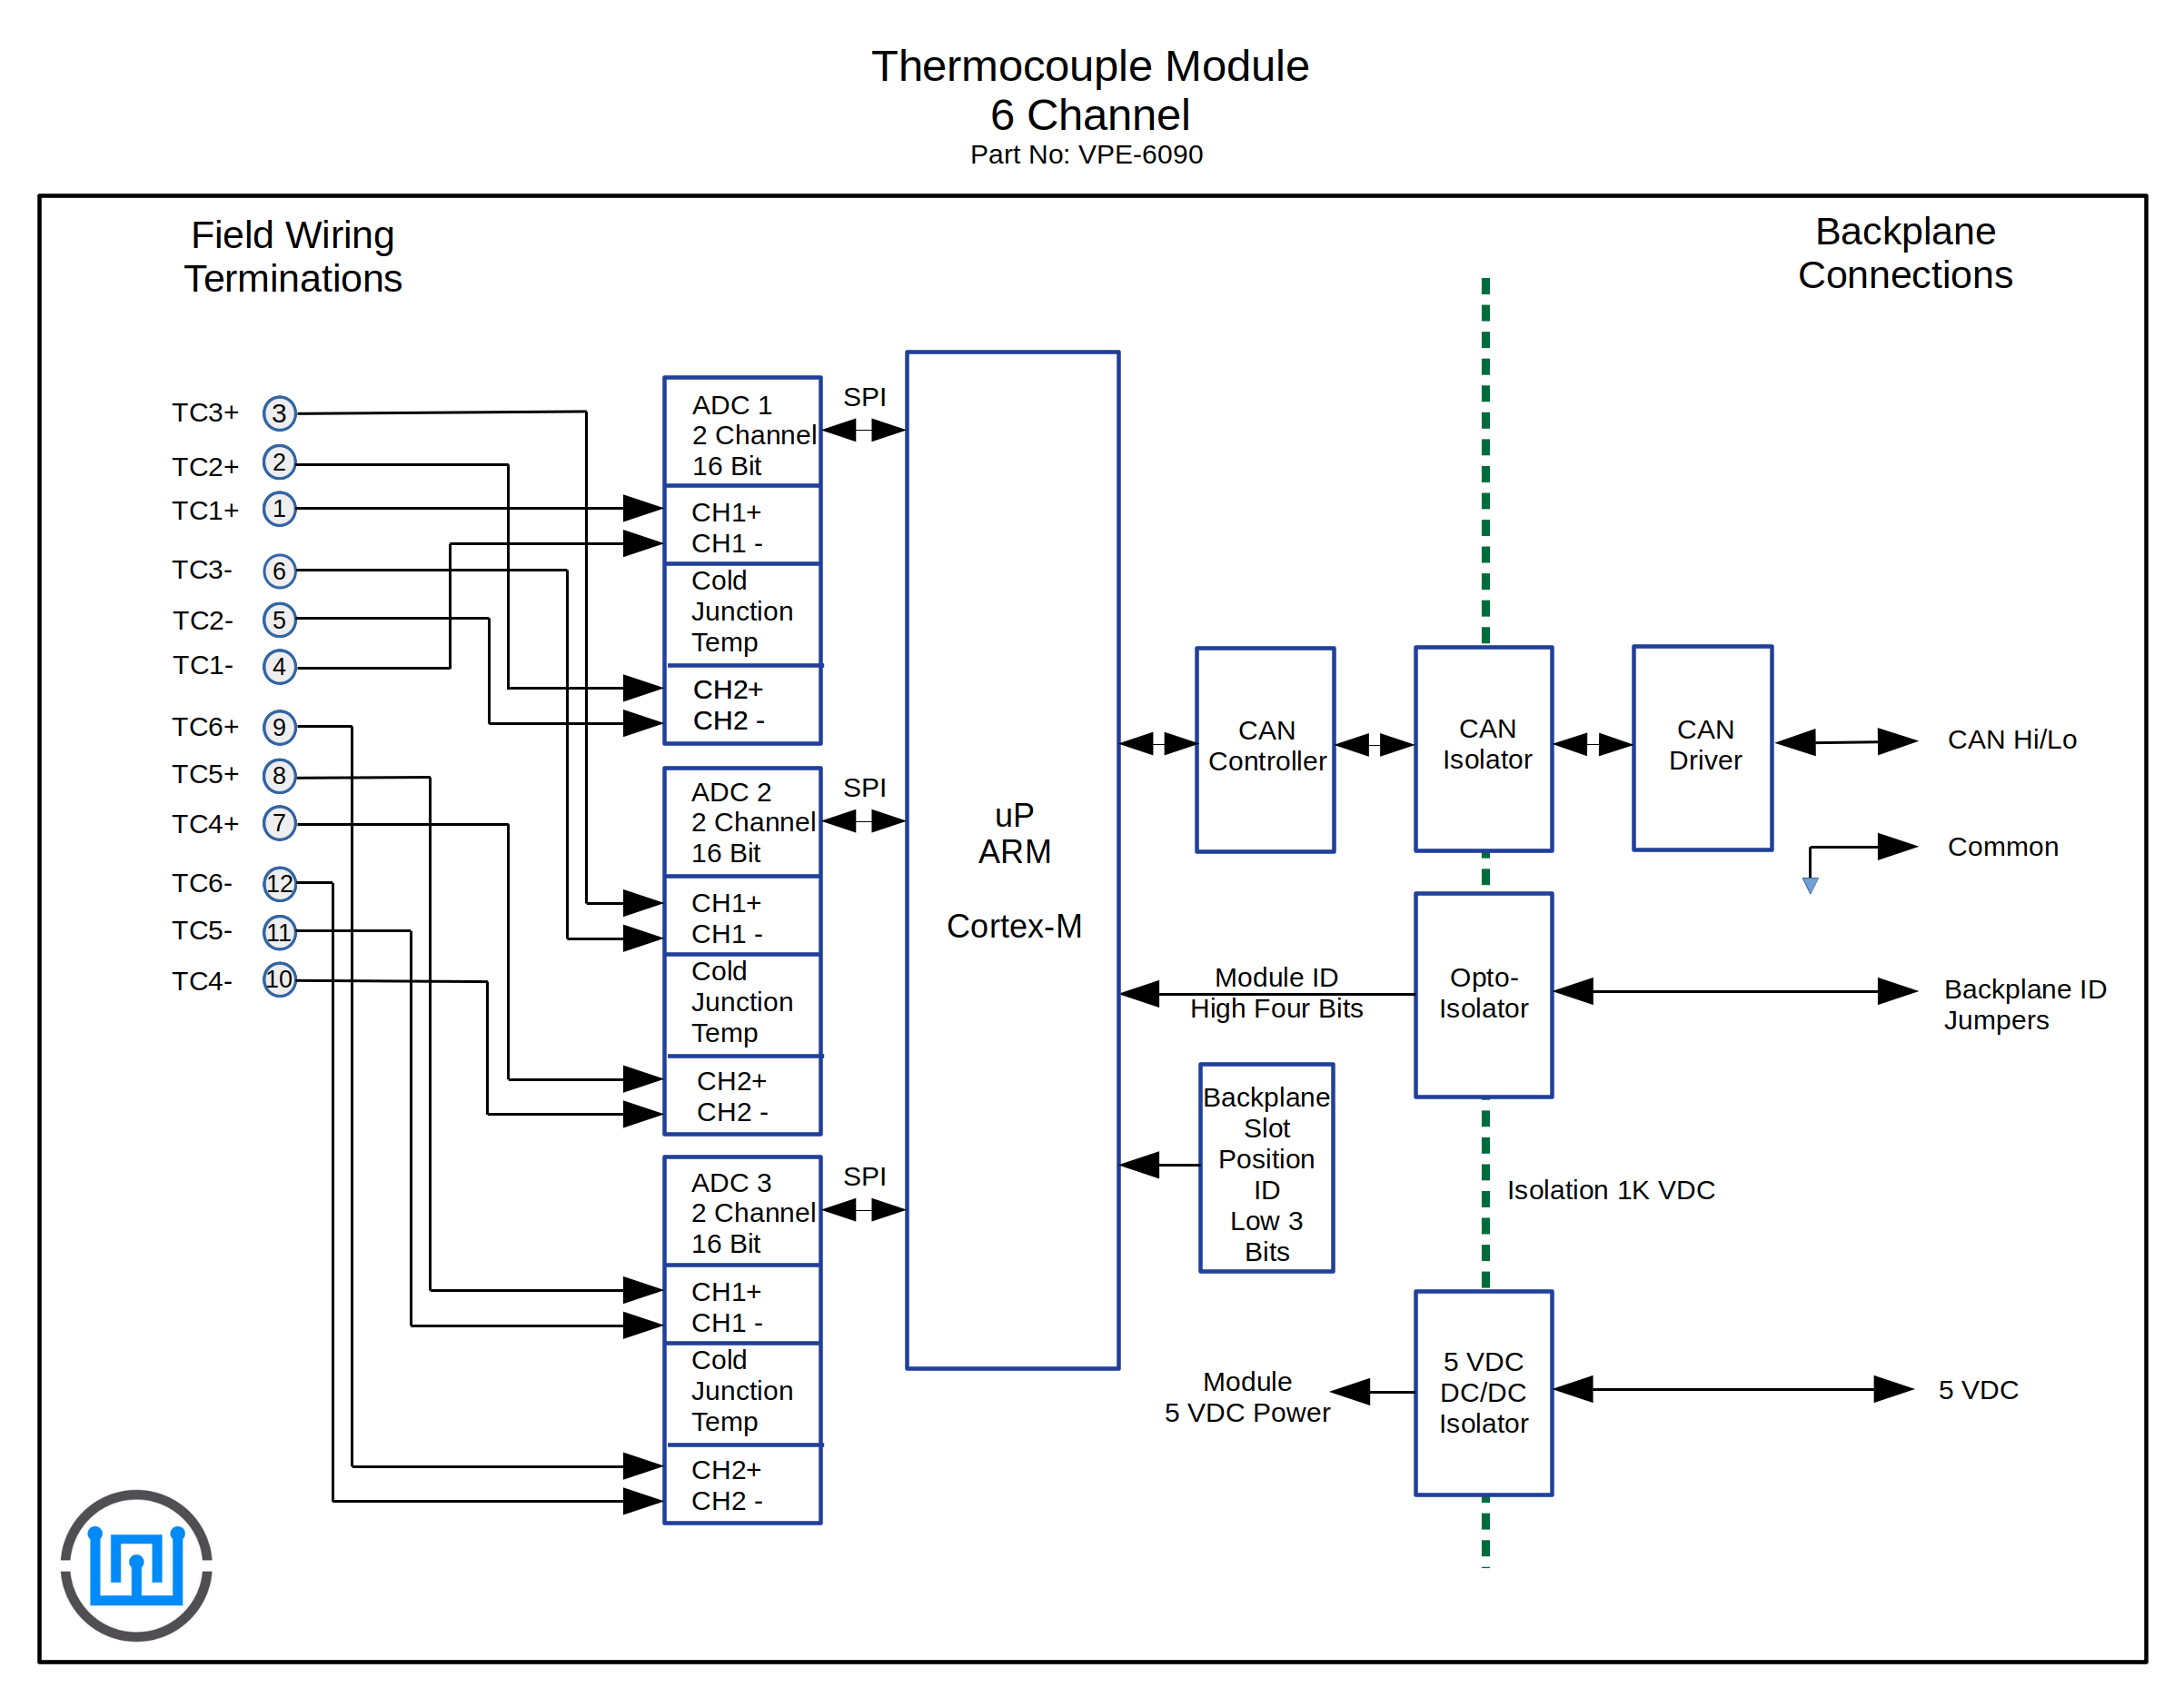 Thermocouple Module
6 Channel
Part No: VPE-6090
Field Wiring
Terminations
Backplane
Connections
TC3+ 3
TC2+ 2
TC1+ 1
TC3- 6
TC2- 5
TC1- 4
TC6+ 9
TC5+ 8
TC4+ 7
TC6- 12
TC5- 11
TC4- 10
ADC 1
2 Channel
16 Bit
CH1+
CH1 -
Cold
Junction
Temp
CH2+
CH2 -
SPI
ADC 2
2 Channel
16 Bit
CH1+
CH1 -
Cold
Junction
Temp
CH2+
CH2 -
SPI
ADC 3
2 Channel
16 Bit
CH1+
CH1 -
Cold
Junction
Temp
CH2+
CH2 -
SPI
uP
ARM
Cortex-M
CAN
Controller
CAN
Isolator
CAN
Driver
CAN Hi/Lo
Common
Module ID
High Four Bits
Opto-
Isolator
Backplane ID
Jumpers
Backplane
Slot
Position
ID
Low 3
Bits
Isolation 1K VDC
Module
5 VDC Power
5 VDC
DC/DC
Isolator
5 VDC